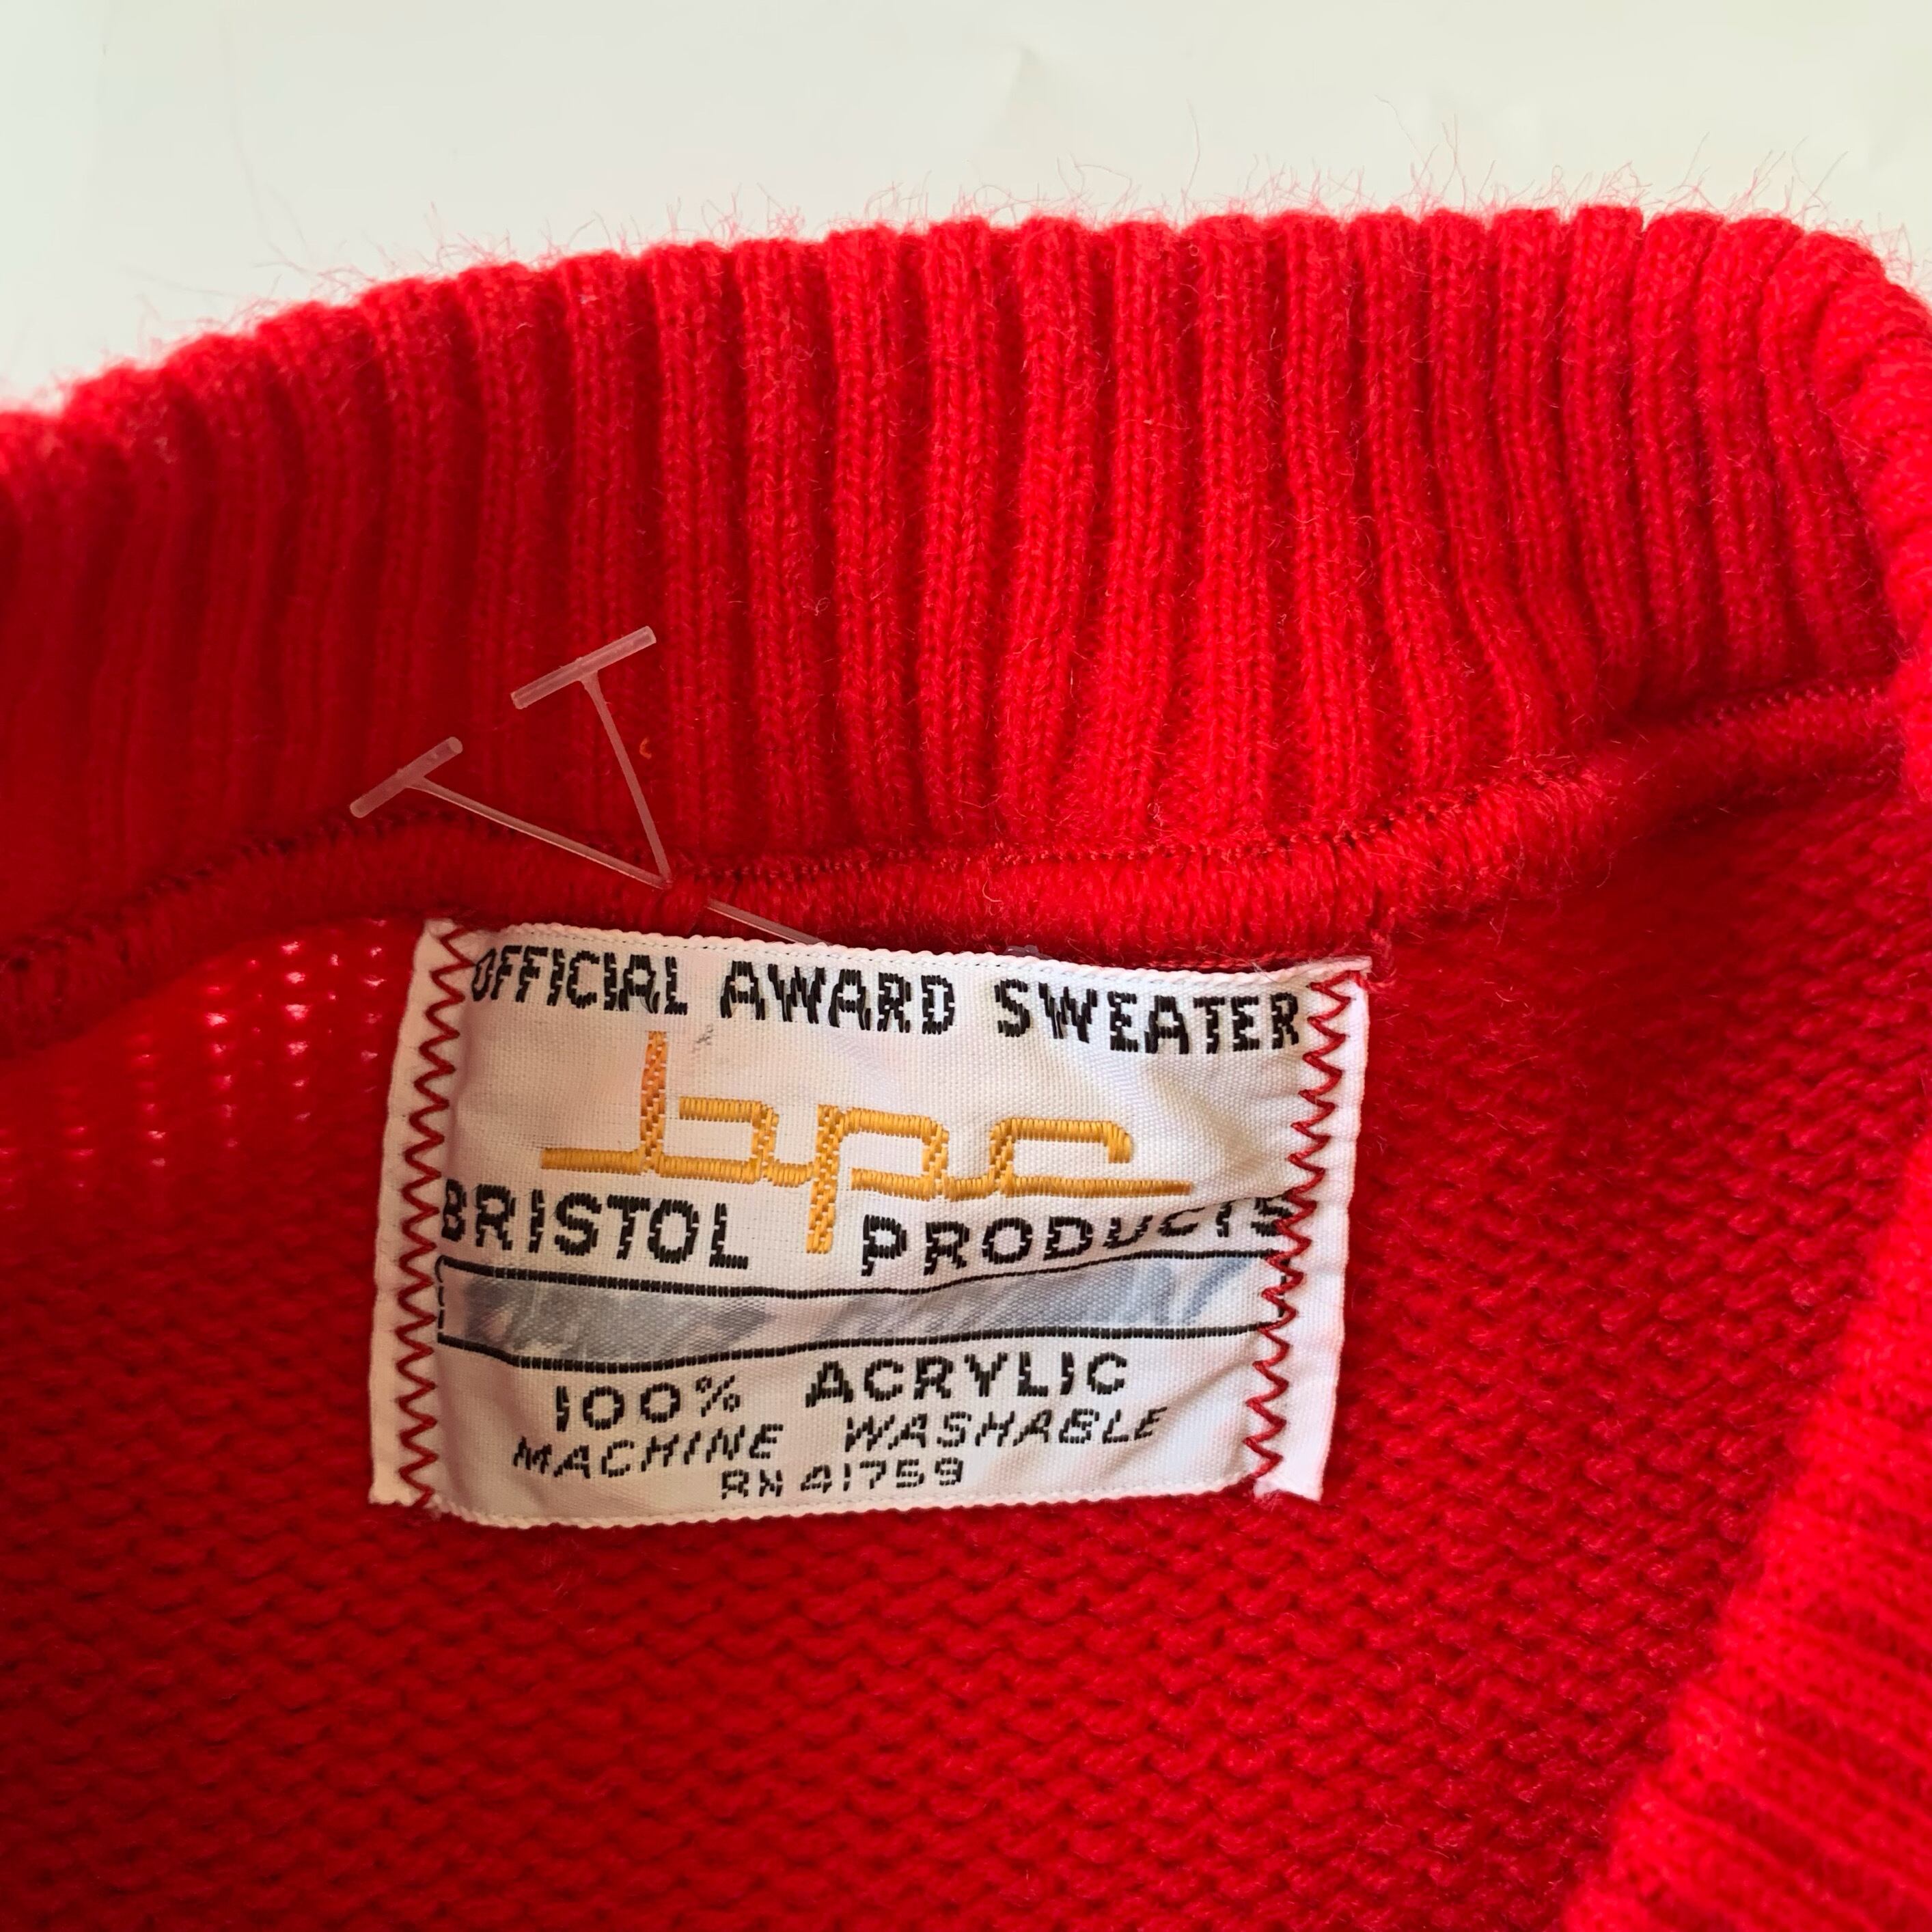 OFFICIAL AWARD SWEATER
bpc
BRISTOL PRODUCTS
100% ACRYLIC
MACHINE WASHABLE
RN 41759